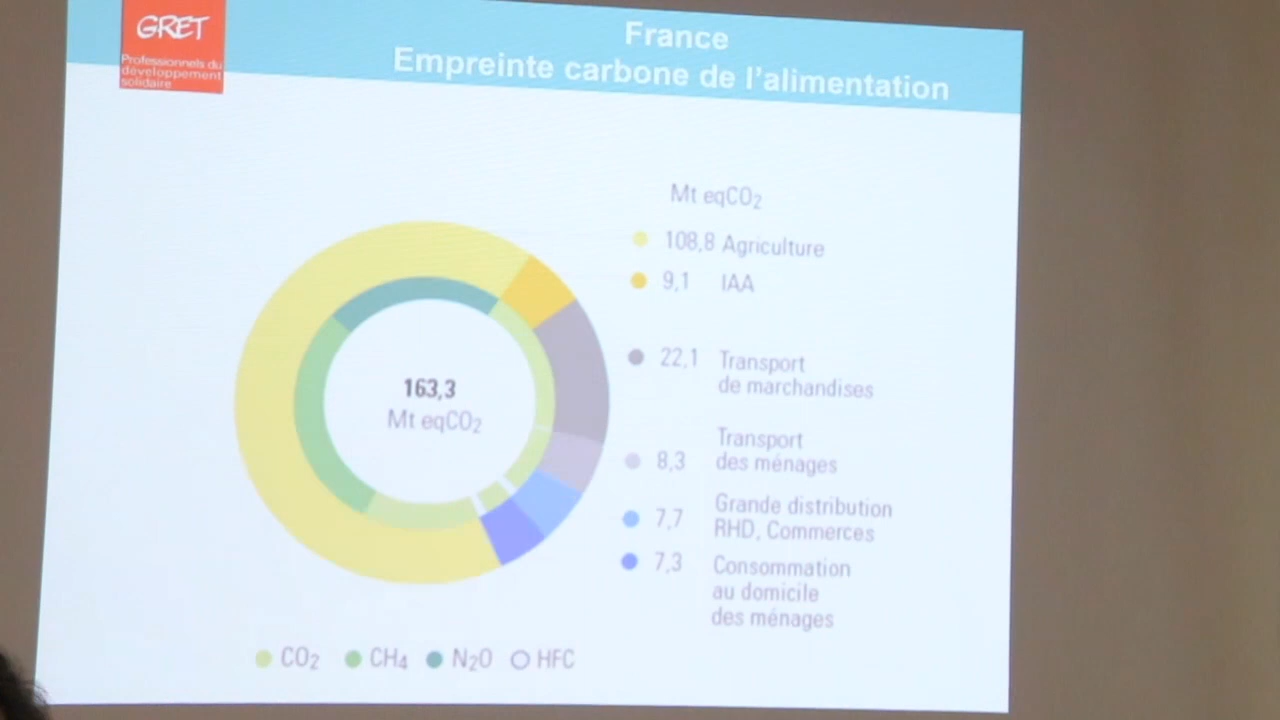 GRET
Professionnels du
développement
solidaire
France
Empreinte carbone de l'alimentation
Mt eqCO₂
108,8 Agriculture
9,1 IAA
22,1 Transport
de marchandises
Transport
8,3 des ménages
Grande distribution
7,7 RHD, Commerces
7,3 Consommation
au domicile
des ménages
163,3
Mt eqCO₂
CO₂ CH₄ N₂O HFC